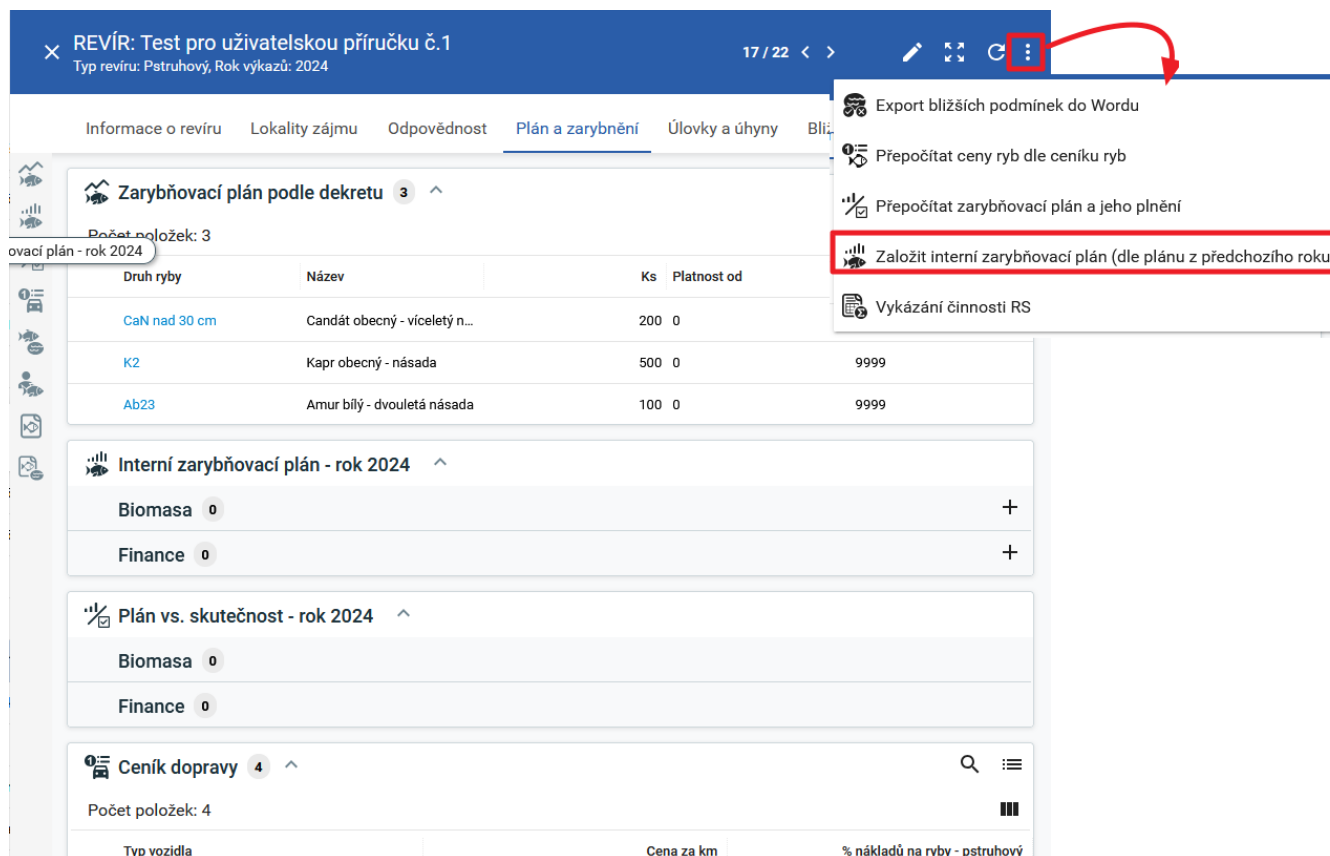 REVÍR: Test pro uživatelskou příručku č.1
Typ revíru: Pstruhový, Rok výkazů: 2024
17 / 22
Informace o revíru Lokality zájmu Odpovědnost Plán a zarybnění Úlovky a úhyny
Export bližších podmínek do Wordu
Přepočítat ceny ryb dle ceníku ryb
Přepočítat zarybňovací plán a jeho plnění
Založit interní zarybňovací plán (dle plánu z předchozího roku
Vykázání činnosti RS
Zarybňovací plán podle dekretu 3
Počet položek: 3
ovací plán - rok 2024
Druh ryby Název Ks Platnost od
CaN nad 30 cm Candát obecný - víceletý n... 200 0
K2 Kapr obecný - násada 500 0 9999
Ab23 Amur bílý - dvouletá násada 100 0 9999
Interní zarybňovací plán - rok 2024
Biomasa 0
Finance 0
Plán vs. skutečnost - rok 2024
Biomasa 0
Finance 0
Ceník dopravy 4
Počet položek: 4
Typ vozidla Cena za km % nákladů na ryby - pstruhový